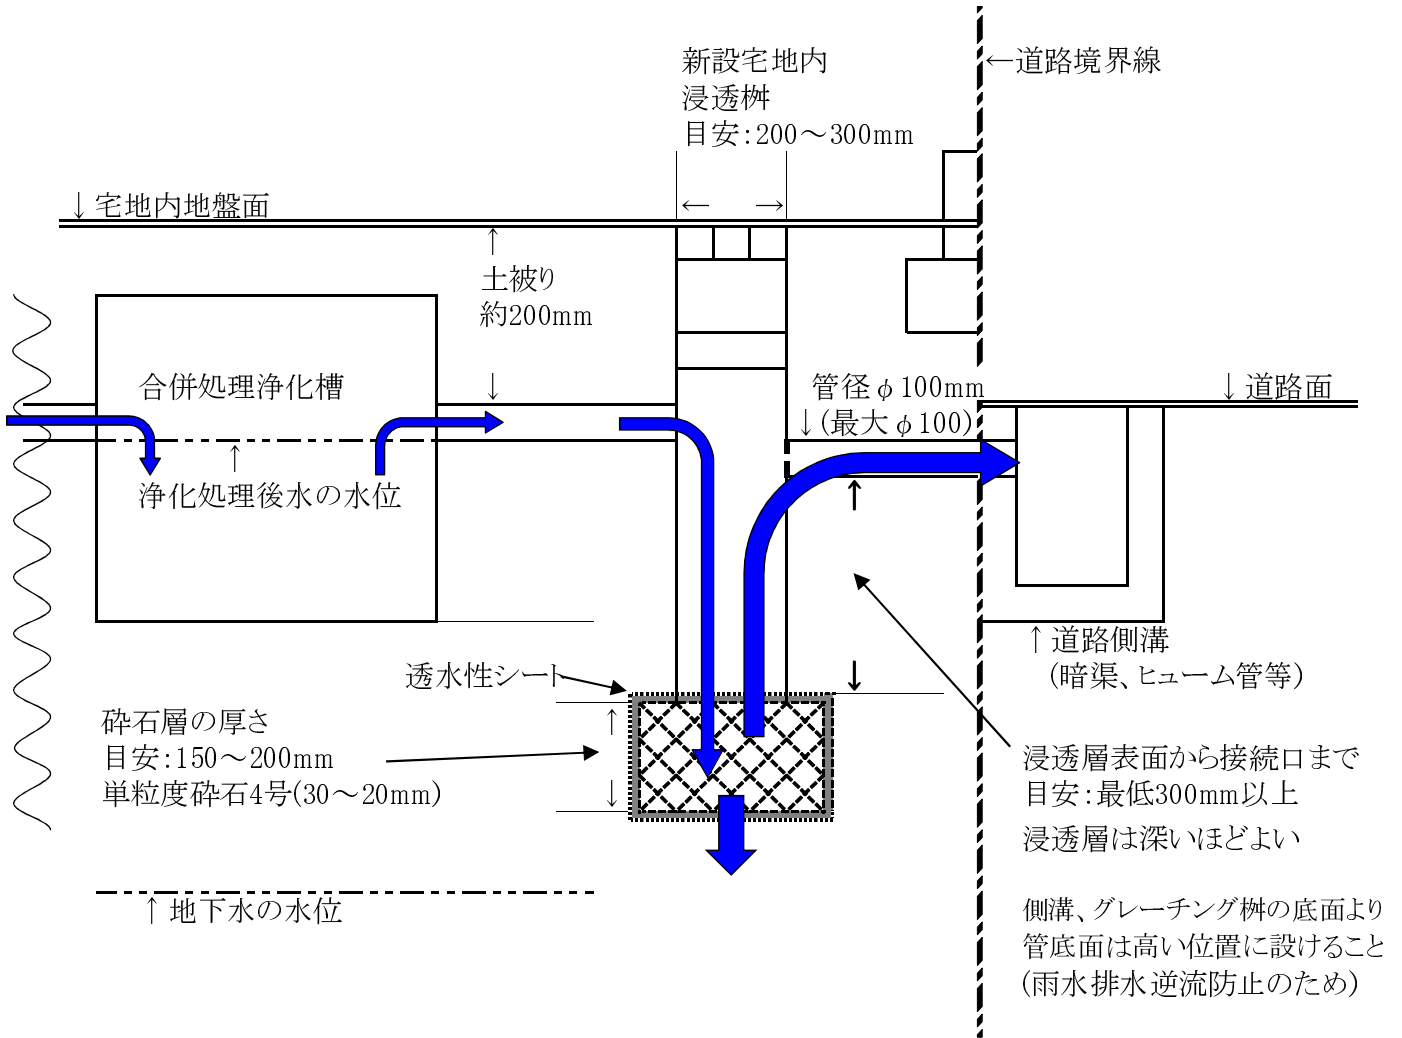 新設宅地内
浸透桝
目安:200～300mm
←道路境界線
↓宅地内地盤面
← →
↑
土被り
約200mm
↓
合併処理浄化槽
↑
浄化処理後水の水位
管径φ100mm
↓(最大φ100)
↓道路面
↑道路側溝
(暗渠、ヒューム管等)
透水性シート
砕石層の厚さ
目安:150～200mm
単粒度砕石4号(30～20mm)
浸透層表面から接続口まで
目安:最低300mm以上
浸透層は深いほどよい
↑地下水の水位
側溝、グレーチング桝の底面より
管底面は高い位置に設けること
(雨水排水逆流防止のため)